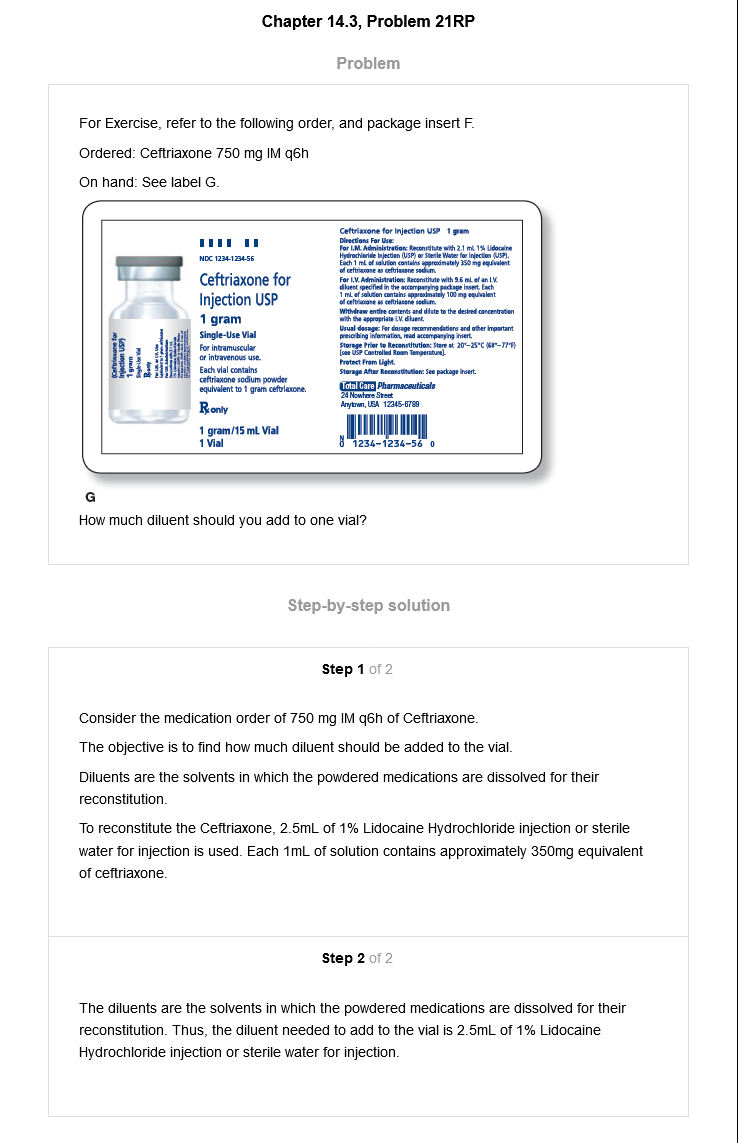 Chapter 14.3, Problem 21RP
Problem
For Exercise, refer to the following order, and package insert F.
Ordered: Ceftriaxone 750 mg IM q6h
On hand: See label G.
NDC 1234-1234-56
Ceftriaxone for
Injection USP
1 gram
Single-Use Vial
For intramuscular
or intravenous use.
Each vial contains
ceftriaxone sodium powder
equivalent to 1 gram ceftriaxone.
Rx only
1 gram/15 mL Vial
1 Vial
(Ceftriaxone for
Injection USP)
1 gram
Single-Use Vial
Rx only
Ceftriaxone for Injection USP 1 gram
Directions For Use:
For I.M. Administration: Reconstitute with 2.1 mL 1% Lidocaine
Hydrochloride Injection (USP) or Sterile Water for Injection (USP).
Each 1 mL of solution contains approximately 350 mg equivalent
of ceftriaxone as ceftriaxone sodium.
For I.V. Administration: Reconstitute with 9.6 mL of an I.V.
diluent specified in the accompanying package insert. Each
1 mL of solution contains approximately 100 mg equivalent
of ceftriaxone as ceftriaxone sodium.
Withdraw entire contents and dilute to the desired concentration
with the appropriate I.V. diluent.
Usual dosage: For dosage recommendations and other important
prescribing information, read accompanying insert.
Storage Prior to Reconstitution: Store at 20°–25°C (68°–77°F)
[see USP Controlled Room Temperature].
Protect From Light.
Storage After Reconstitution: See package insert.
Total Care Pharmaceuticals
24 Nowhere Street
Anytown, USA 12345-6789
1234-1234-56 0
G
How much diluent should you add to one vial?
Step-by-step solution
Step 1 of 2
Consider the medication order of 750 mg IM q6h of Ceftriaxone.
The objective is to find how much diluent should be added to the vial.
Diluents are the solvents in which the powdered medications are dissolved for their
reconstitution.
To reconstitute the Ceftriaxone, 2.5mL of 1% Lidocaine Hydrochloride injection or sterile
water for injection is used. Each 1mL of solution contains approximately 350mg equivalent
of ceftriaxone.
Step 2 of 2
The diluents are the solvents in which the powdered medications are dissolved for their
reconstitution. Thus, the diluent needed to add to the vial is 2.5mL of 1% Lidocaine
Hydrochloride injection or sterile water for injection.